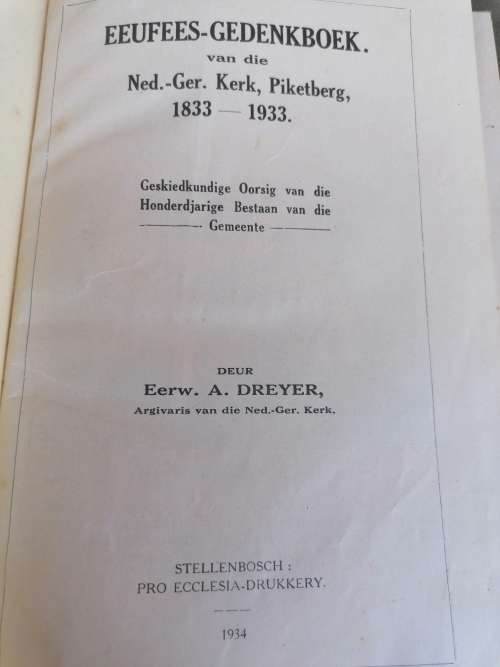 EEUFEES-GEDENKBOEK.
van die
Ned.-Ger. Kerk, Piketberg,
1833 — 1933.
Geskiedkundige Oorsig van die
Honderdjarige Bestaan van die
Gemeente
DEUR
Eerw. A. DREYER,
Argivaris van die Ned.-Ger. Kerk.
STELLENBOSCH:
PRO ECCLESIA-DRUKKERY.
1934